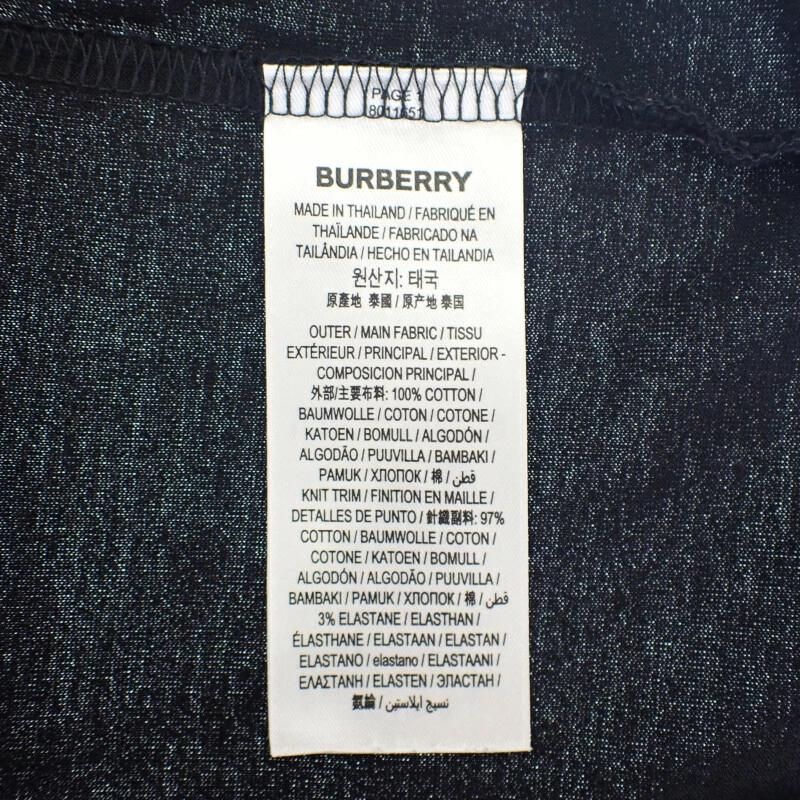 PAGE 1
8011651
BURBERRY
MADE IN THAILAND / FABRIQUÉ EN
THAÏLANDE / FABRICADO NA
TAILÂNDIA / HECHO EN TAILANDIA
원산지: 태국
原產地 泰國 / 原产地 泰国
OUTER / MAIN FABRIC / TISSU
EXTÉRIEUR / PRINCIPAL / EXTERIOR -
COMPOSICION PRINCIPAL /
外部/主要布料: 100% COTTON /
BAUMWOLLE / COTON / COTONE /
KATOEN / BOMULL / ALGODÓN /
ALGODÃO / PUUVILLA / BAMBAKI /
PAMUK / ХЛОПОК / 棉 / قطن
KNIT TRIM / FINITION EN MAILLE /
DETALLES DE PUNTO / 針織副料: 97%
COTTON / BAUMWOLLE / COTON /
COTONE / KATOEN / BOMULL /
ALGODÓN / ALGODÃO / PUUVILLA /
BAMBAKI / PAMUK / ХЛОПОК / 棉 / قطن
3% ELASTANE / ELASTHAN /
ÉLASTHANE / ELASTAAN / ELASTAN /
ELASTANO / elastano / ELASTAANI /
ΕΛΑΣΤΑΝΗ / ELASTEN / ЭЛАСТАН /
氨綸 / نسيج ايلاستين